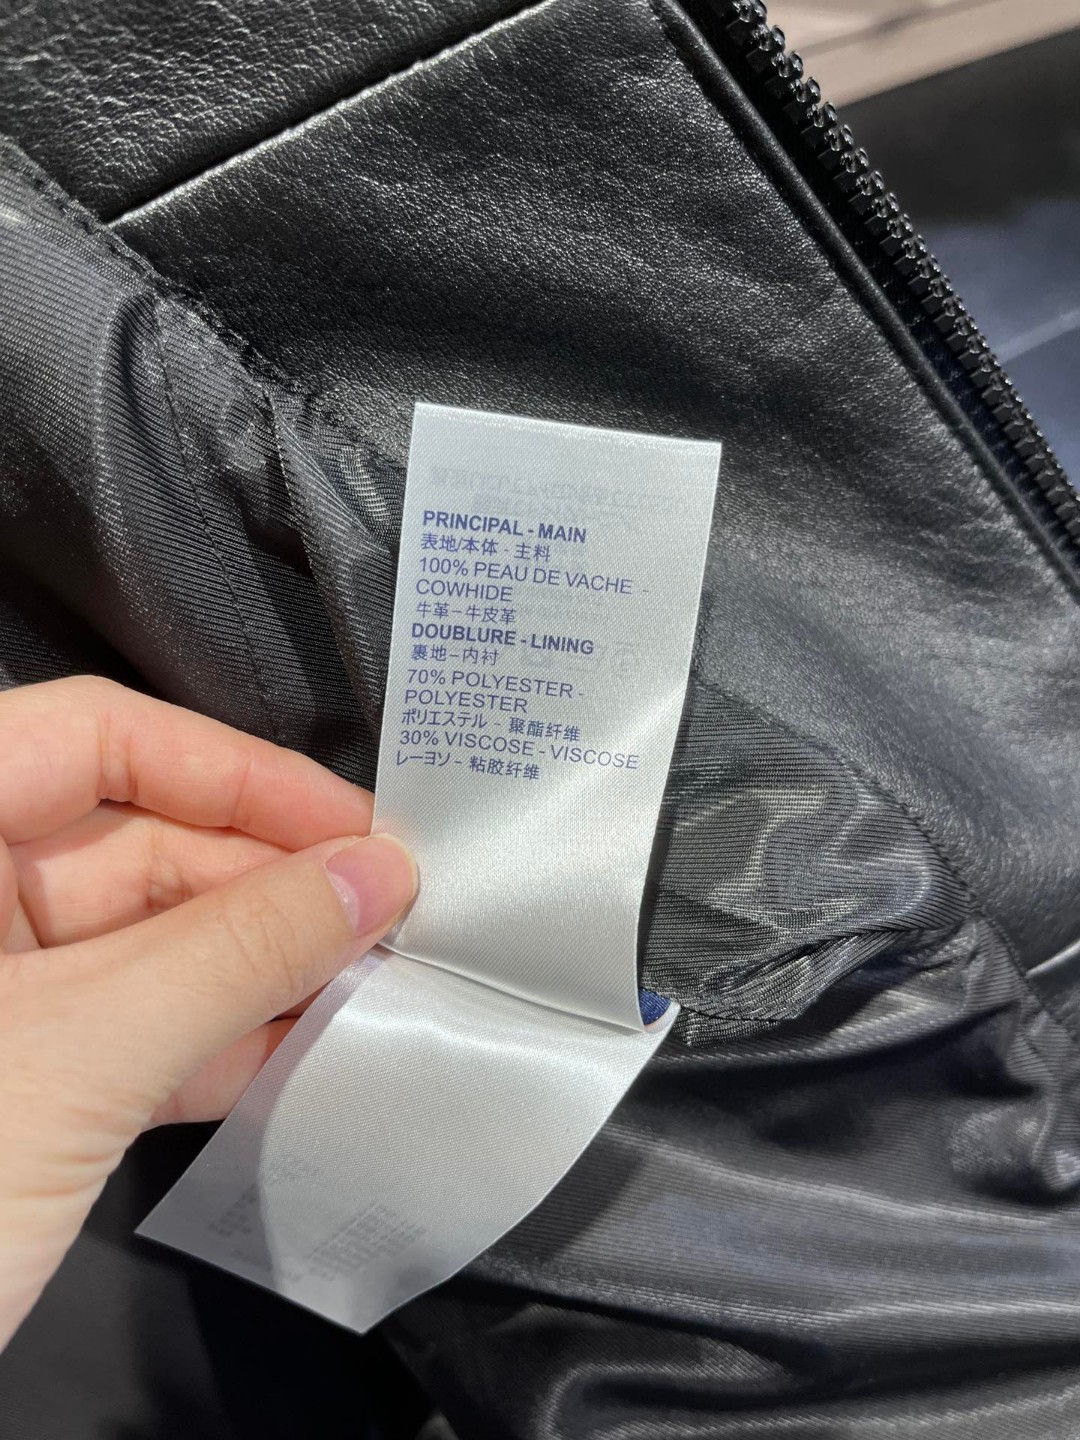 PRINCIPAL - MAIN
表地/本体 - 主料
100% PEAU DE VACHE -
COWHIDE
牛革 - 牛皮革
DOUBLURE - LINING
裏地 - 内衬
70% POLYESTER -
POLYESTER
ポリエステル - 聚酯纤维
30% VISCOSE - VISCOSE
レーヨソ - 粘胶纤维